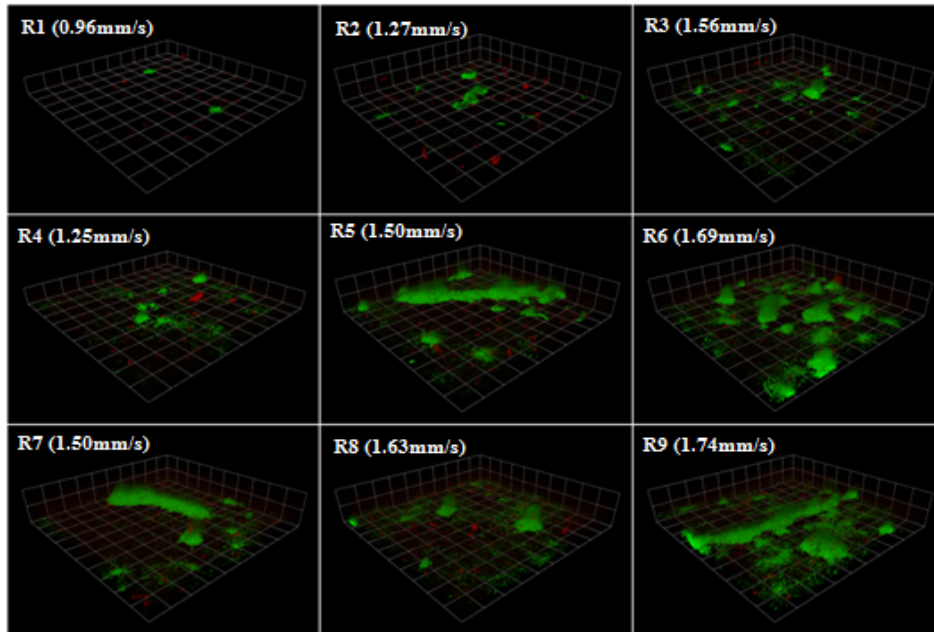 R1 (0.96mm/s)
R2 (1.27mm/s)
R3 (1.56mm/s)
R4 (1.25mm/s)
R5 (1.50mm/s)
R6 (1.69mm/s)
R7 (1.50mm/s)
R8 (1.63mm/s)
R9 (1.74mm/s)